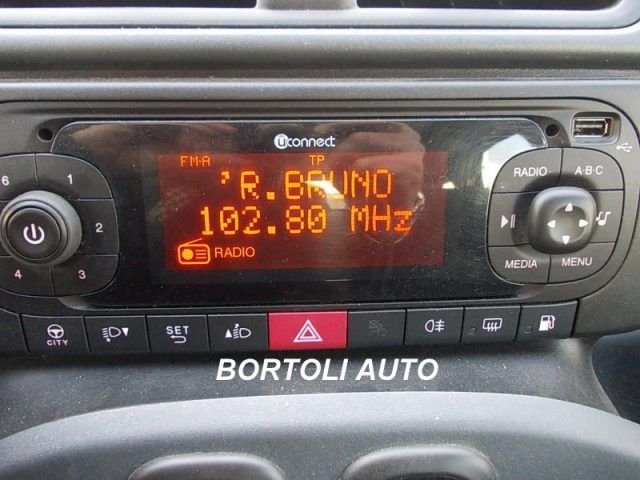 uconnect
FM-A TP
'R.BRUNO
102.80 MHz
RADIO
6 1
2
4 3
RADIO A·B·C
MEDIA MENU
CITY
SET
BORTOLI AUTO